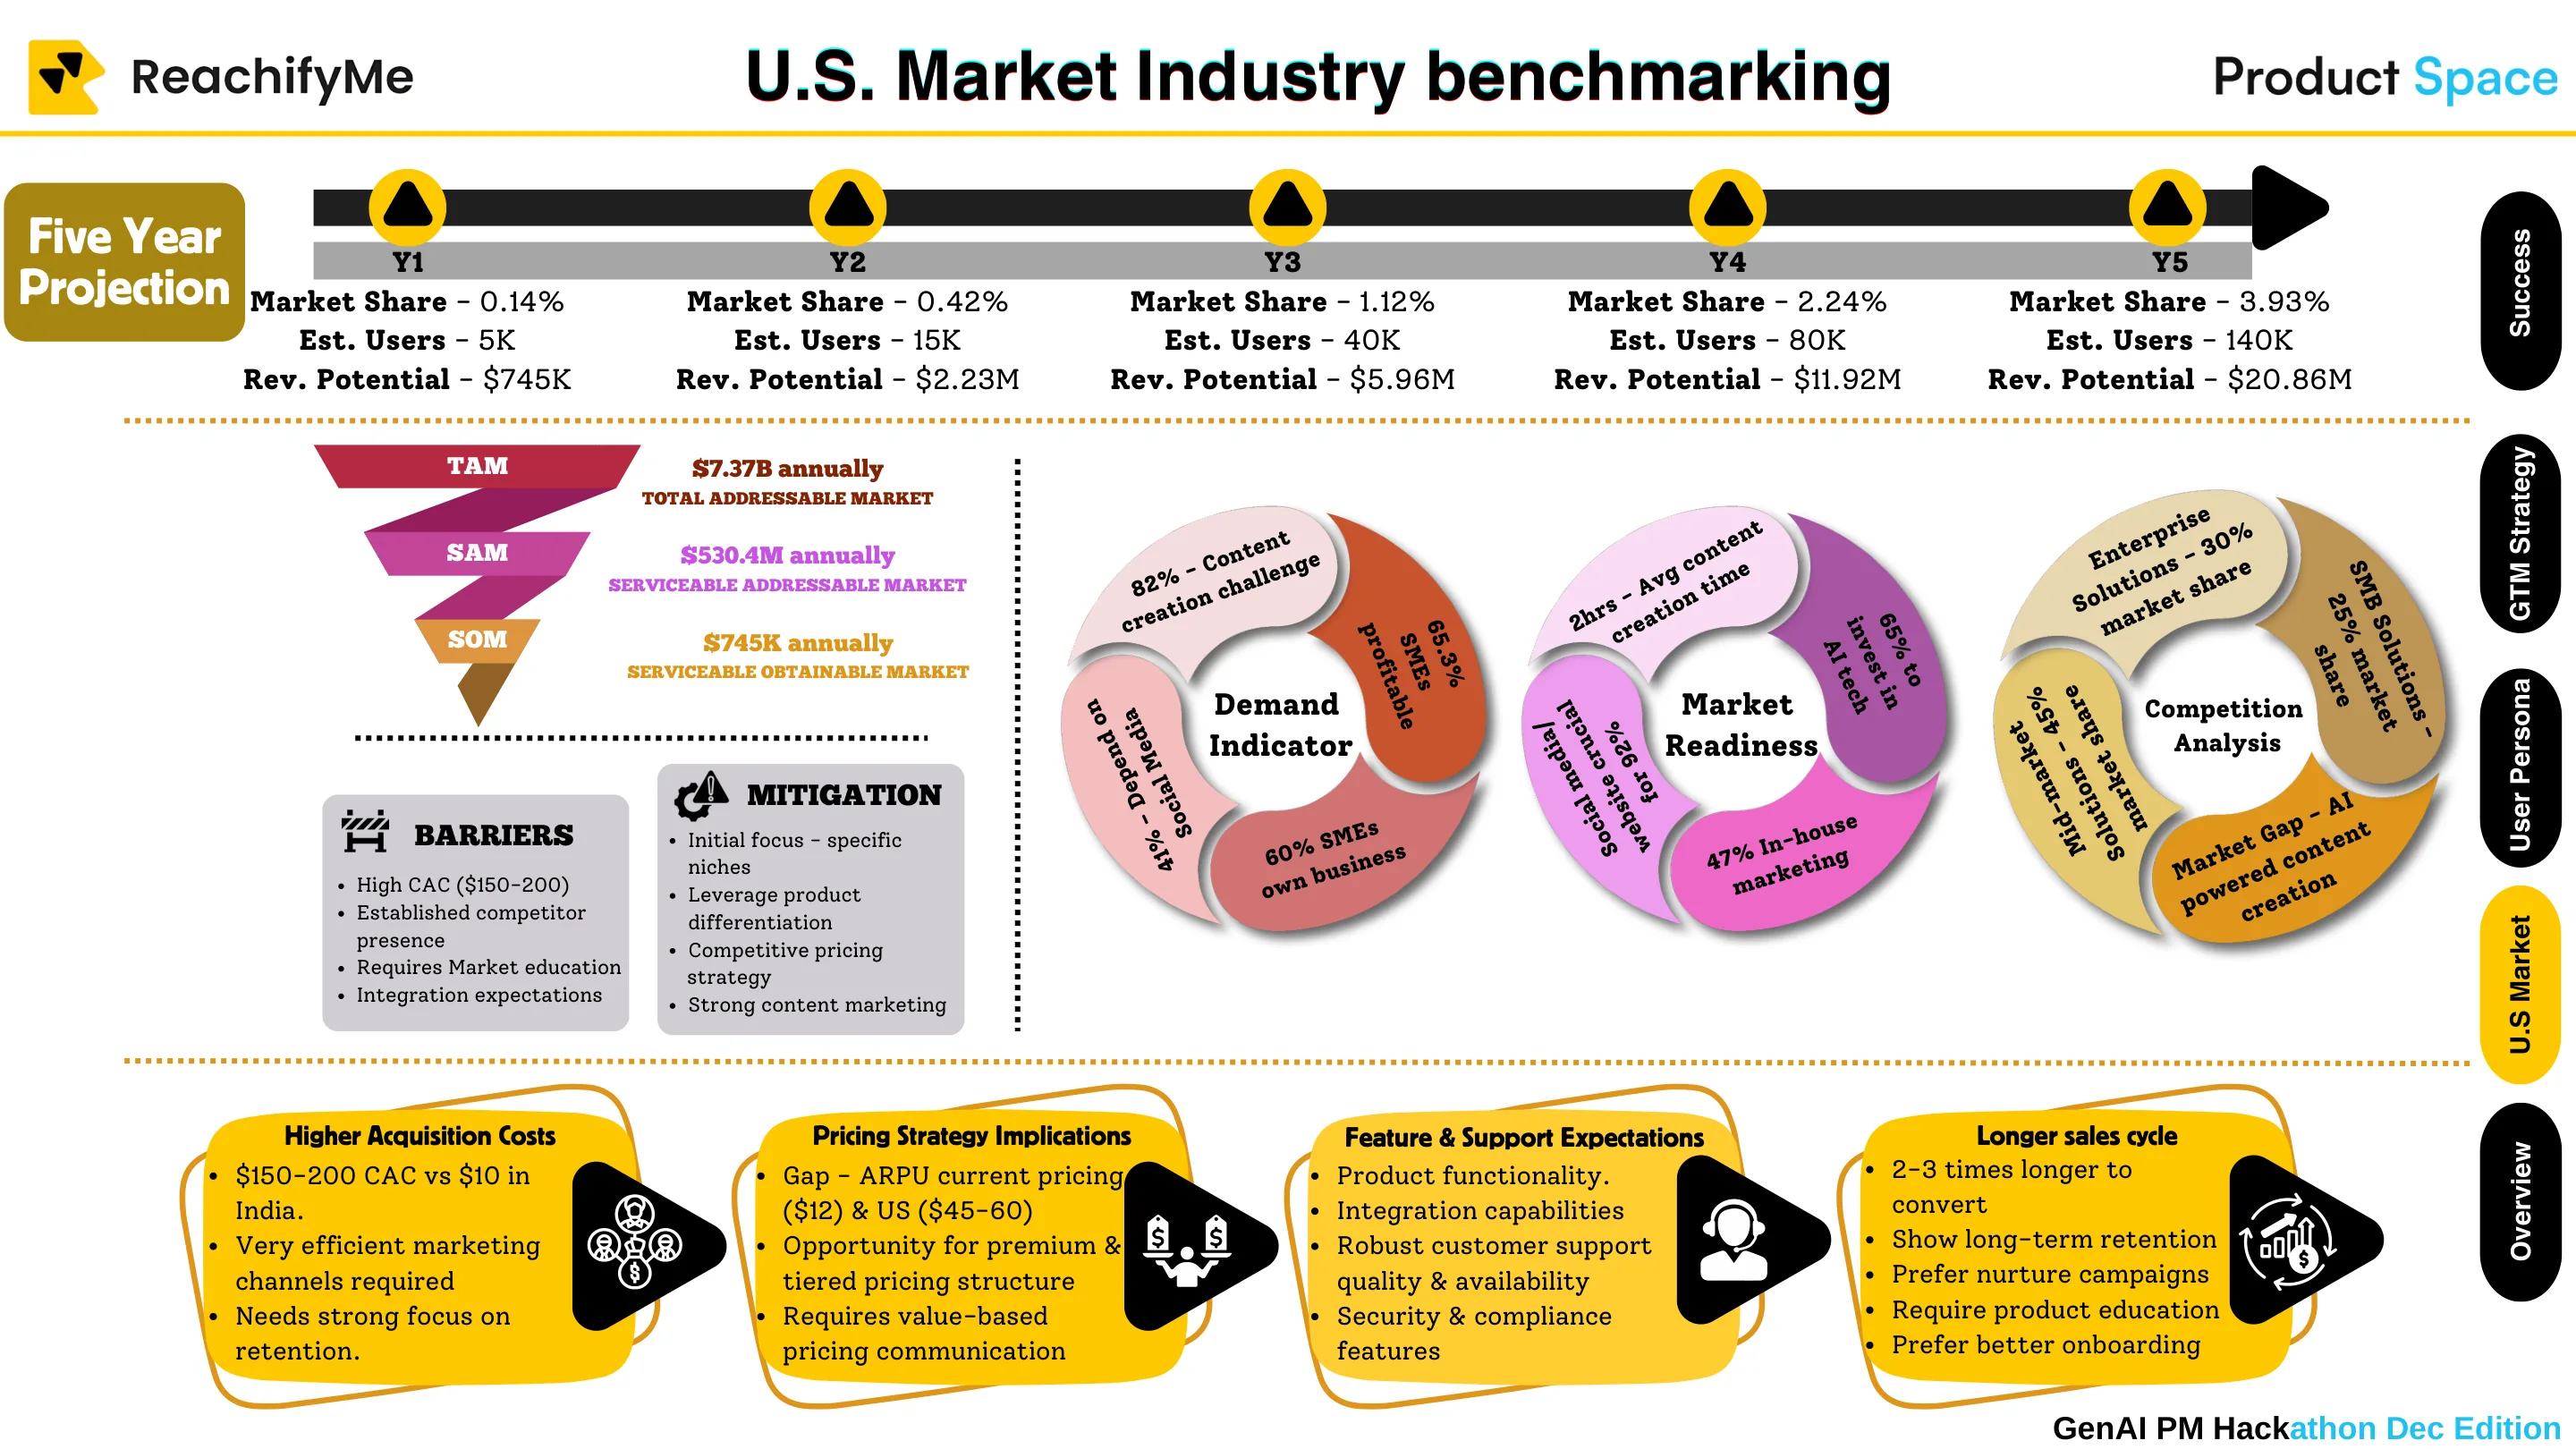 ReachifyMe
U.S. Market Industry benchmarking
Product Space
Five Year
Projection
Y1
Market Share - 0.14%
Est. Users - 5K
Rev. Potential - $745K
Y2
Market Share - 0.42%
Est. Users - 15K
Rev. Potential - $2.23M
Y3
Market Share - 1.12%
Est. Users - 40K
Rev. Potential - $5.96M
Y4
Market Share - 2.24%
Est. Users - 80K
Rev. Potential - $11.92M
Y5
Market Share - 3.93%
Est. Users - 140K
Rev. Potential - $20.86M
TAM
$7.37B annually
TOTAL ADDRESSABLE MARKET
SAM
$530.4M annually
SERVICEABLE ADDRESSABLE MARKET
SOM
$745K annually
SERVICEABLE OBTAINABLE MARKET
BARRIERS
• High CAC ($150-200)
• Established competitor
presence
• Requires Market education
• Integration expectations
MITIGATION
• Initial focus - specific
niches
• Leverage product
differentiation
• Competitive pricing
strategy
• Strong content marketing
Demand
Indicator
82% - Content
creation challenge
65.3%
SMEs
profitable
60% SMEs
own business
41% - Depend on
Social Media
Market
Readiness
2hrs - Avg content
creation time
65% to
invest in
AI tech
47% In-house
marketing
Social media/
website crucial
for 92%
Competition
Analysis
Enterprise
Solutions - 30%
market share
SMB Solutions -
25% market
share
Market Gap - AI
powered content
creation
Mid-market
Solutions - 45%
market share
Higher Acquisition Costs
• $150-200 CAC vs $10 in
India.
• Very efficient marketing
channels required
• Needs strong focus on
retention.
Pricing Strategy Implications
• Gap - ARPU current pricing
($12) & US ($45-60)
• Opportunity for premium &
tiered pricing structure
• Requires value-based
pricing communication
Feature & Support Expectations
• Product functionality.
• Integration capabilities
• Robust customer support
quality & availability
• Security & compliance
features
Longer sales cycle
• 2-3 times longer to
convert
• Show long-term retention
• Prefer nurture campaigns
• Require product education
• Prefer better onboarding
Success
GTM Strategy
User Persona
U.S Market
Overview
GenAI PM Hackathon Dec Edition